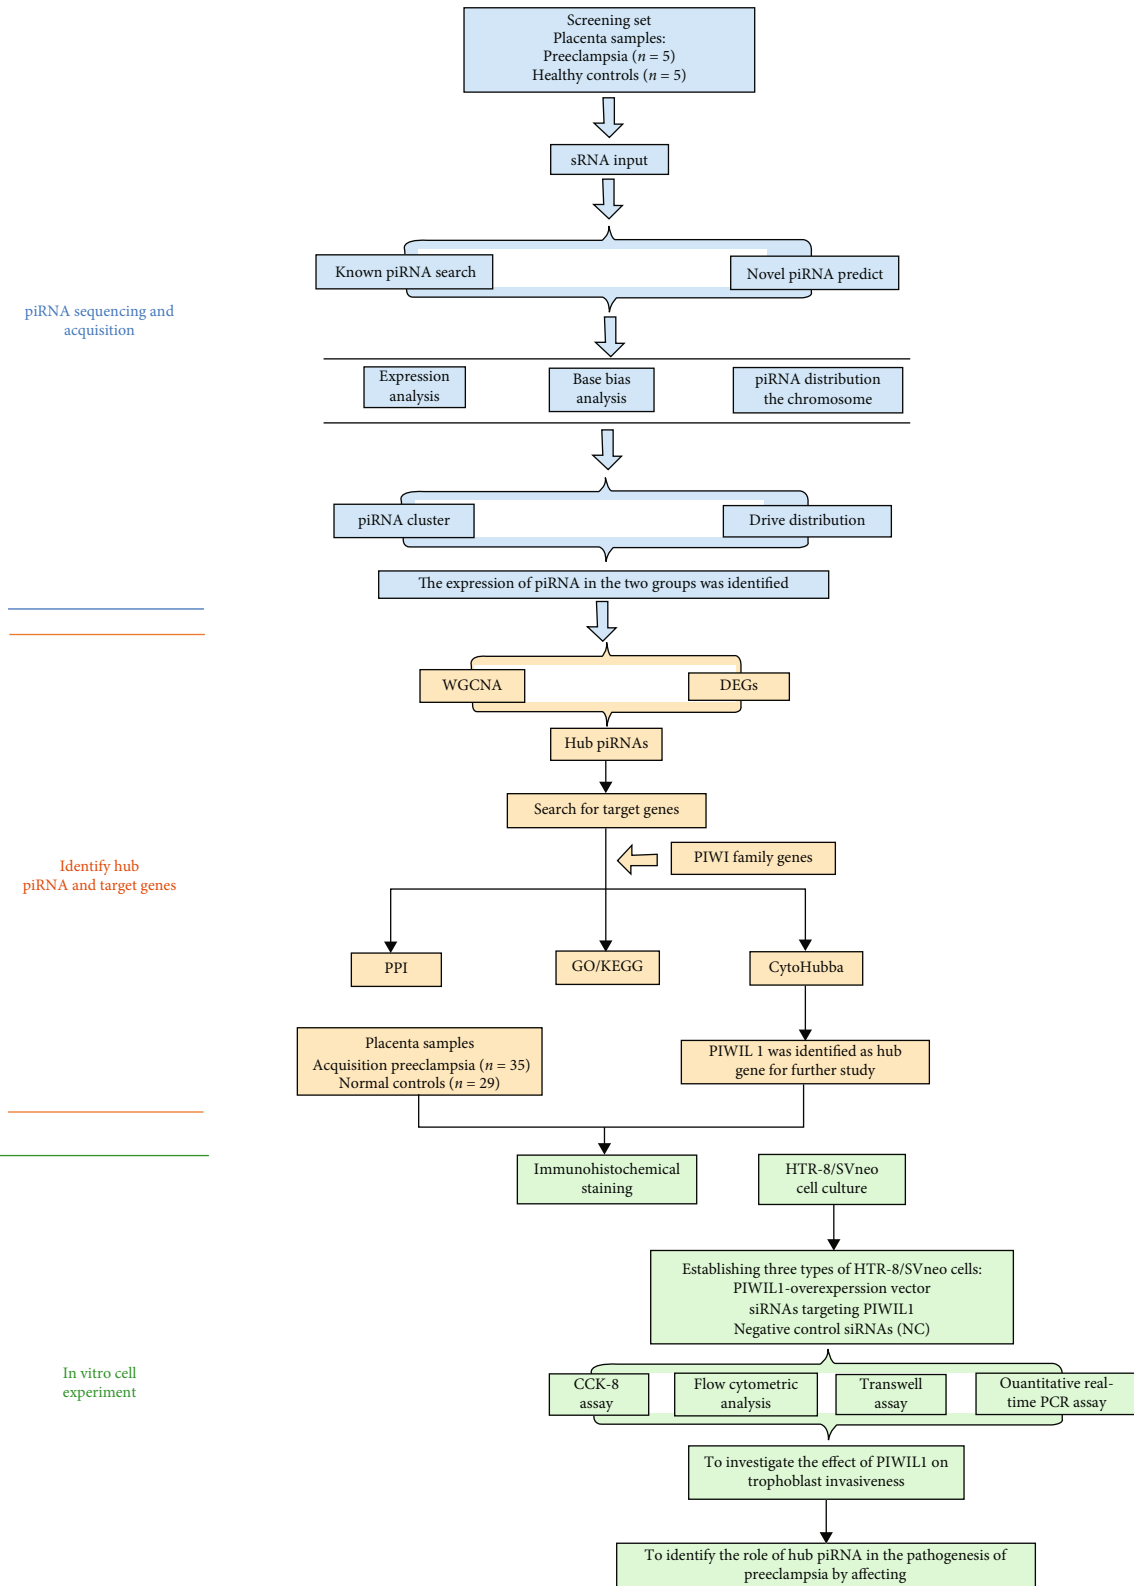 Screening set
Placenta samples:
Preeclampsia (n = 5)
Healthy controls (n = 5)
sRNA input
Known piRNA search
Novel piRNA predict
piRNA sequencing and
acquisition
Expression
analysis
Base bias
analysis
piRNA distribution
the chromosome
piRNA cluster
Drive distribution
The expression of piRNA in the two groups was identified
WGCNA
DEGs
Hub piRNAs
Search for target genes
PIWI family genes
Identify hub
piRNA and target genes
PPI
GO/KEGG
CytoHubba
Placenta samples
Acquisition preeclampsia (n = 35)
Normal controls (n = 29)
PIWIL 1 was identified as hub
gene for further study
Immunohistochemical
staining
HTR-8/SVneo
cell culture
Establishing three types of HTR-8/SVneo cells:
PIWIL1-overexperssion vector
siRNAs targeting PIWIL1
Negative control siRNAs (NC)
In vitro cell
experiment
CCK-8
assay
Flow cytometric
analysis
Transwell
assay
Ouantitative real-
time PCR assay
To investigate the effect of PIWIL1 on
trophoblast invasiveness
To identify the role of hub piRNA in the pathogenesis of
preeclampsia by affecting